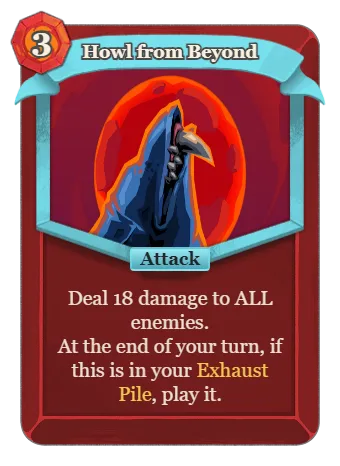 3
Howl from Beyond
Attack
Deal 18 damage to ALL
enemies.
At the end of your turn, if
this is in your Exhaust
Pile, play it.